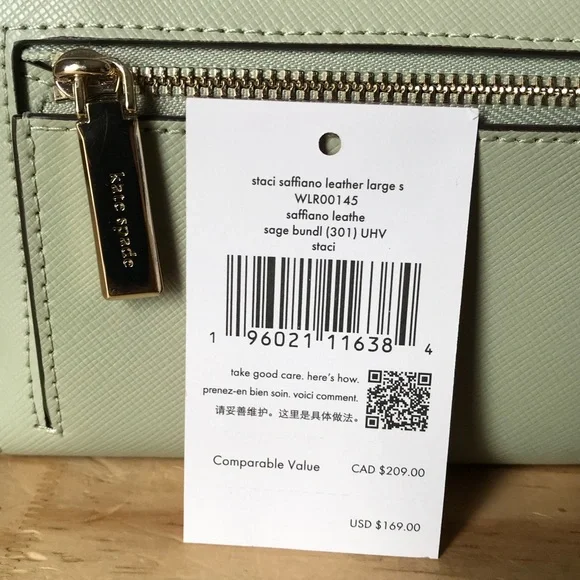 kate spade
staci saffiano leather large s
WLR00145
saffiano leathe
sage bundl (301) UHV
staci
1 96021 11638 4
take good care. here's how.
prenez-en bien soin. voici comment.
请妥善维护。这里是具体做法。
Comparable Value CAD $209.00
USD $169.00